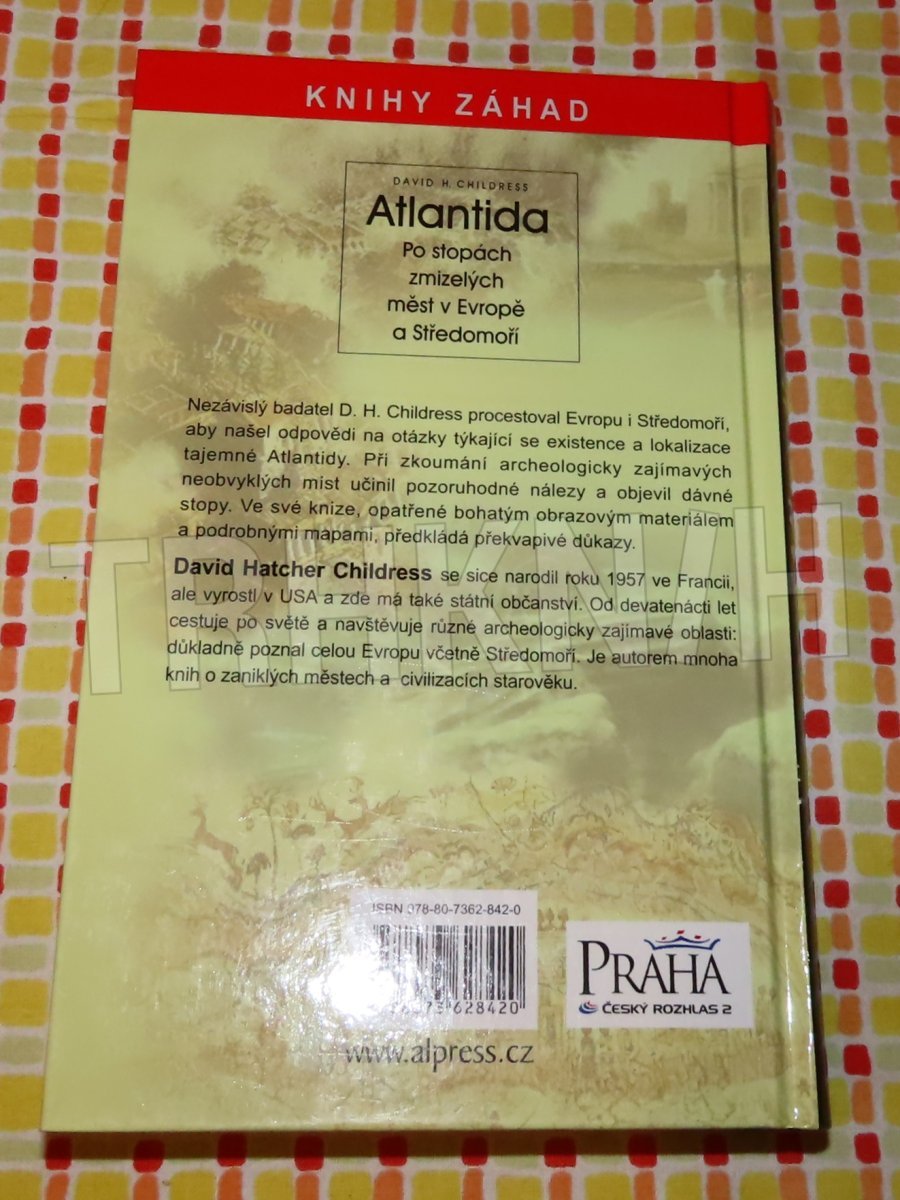 KNIHY ZÁHAD
DAVID H. CHILDRESS
Atlantida
Po stopách
zmizelých
měst v Evropě
a Středomoří
Nezávislý badatel D. H. Childress procestoval Evropu i Středomoří,
aby našel odpovědi na otázky týkající se existence a lokalizace
tajemné Atlantidy. Při zkoumání archeologicky zajímavých
neobvyklých míst učinil pozoruhodné nálezy a objevil dávné
stopy. Ve své knize, opatřené bohatým obrazovým materiálem
a podrobnými mapami, předkládá překvapivé důkazy.
David Hatcher Childress se sice narodil roku 1957 ve Francii,
ale vyrostl v USA a zde má také státní občanství. Od devatenácti let
cestuje po světě a navštěvuje různé archeologicky zajímavé oblasti:
důkladně poznal celou Evropu včetně Středomoří. Je autorem mnoha
knih o zaniklých městech a civilizacích starověku.
ISBN 978-80-7362-842-0
PRAHA
ČESKÝ ROZHLAS 2
www.alpress.cz